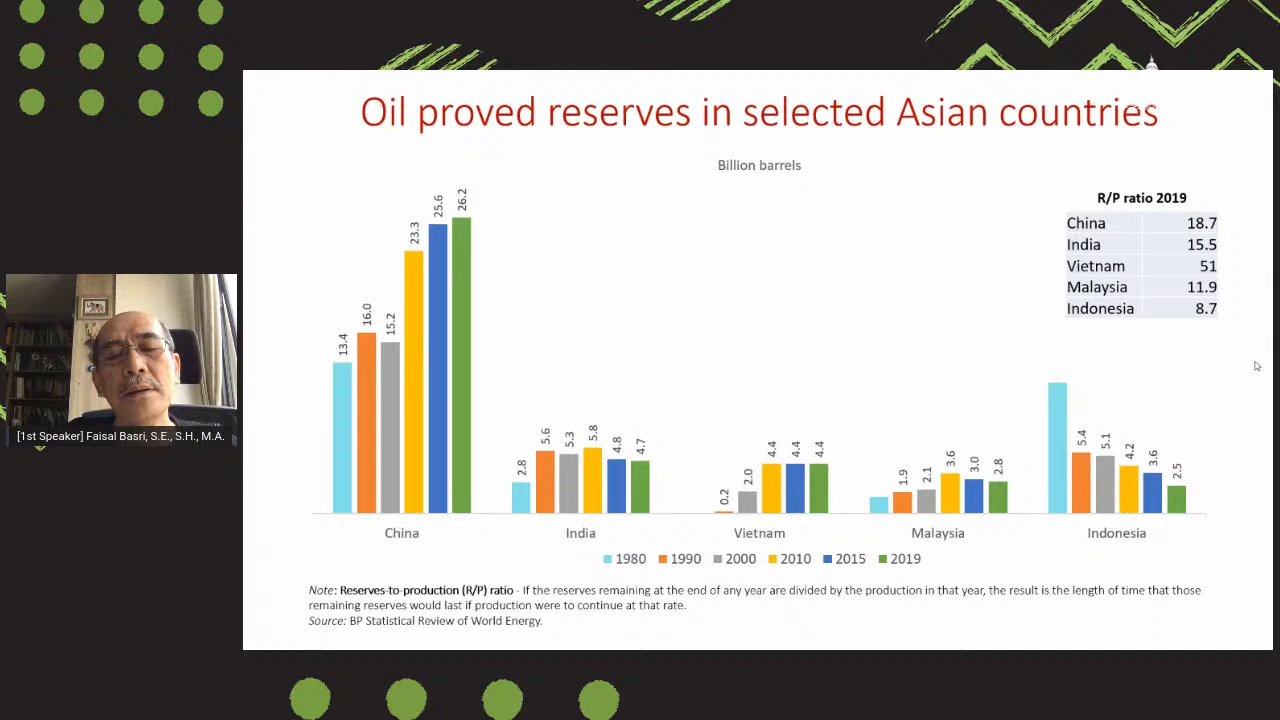 Oil proved reserves in selected Asian countries
Billion barrels
R/P ratio 2019
China 18.7
India 15.5
Vietnam 51
Malaysia 11.9
Indonesia 8.7
13.4 16.0 15.2 23.3 25.6 26.2
2.8 5.6 5.3 5.8 4.8 4.7
0.2 2.0 4.4 4.4 4.4
1.9 2.1 3.6 3.0 2.8
5.4 5.1 4.2 3.6 2.5
China India Vietnam Malaysia Indonesia
1980 1990 2000 2010 2015 2019
Note: Reserves-to-production (R/P) ratio - If the reserves remaining at the end of any year are divided by the production in that year, the result is the length of time that those
remaining reserves would last if production were to continue at that rate.
Source: BP Statistical Review of World Energy.
[1st Speaker] Faisal Basri, S.E., S.H., M.A.